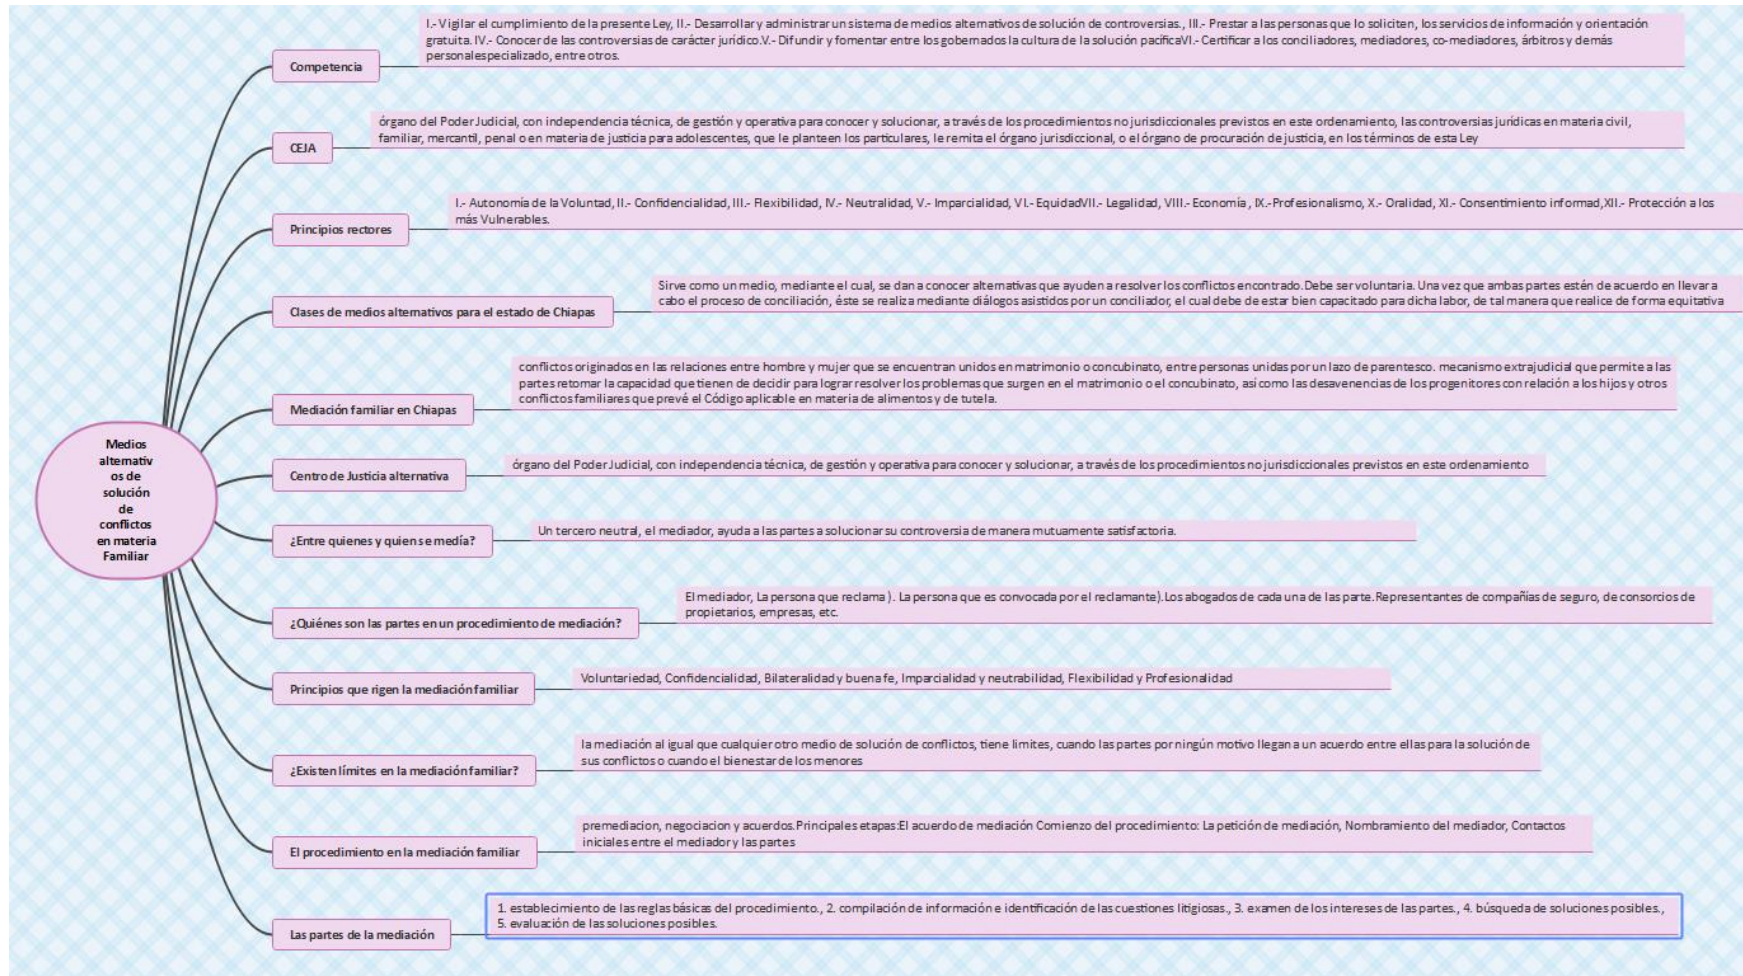 I.- Vigilar el cumplimiento de la presente Ley, II.- Desarrollar y administrar un sistema de medios alternativos de solución de controversias., III.- Prestar a las personas que lo soliciten, los servicios de información y orientación
gratuita. IV.- Conocer de las controversias de carácter jurídico.V.- Difundir y fomentar entre los gobernados la cultura de la solución pacíficaVI.- Certificar a los conciliadores, mediadores, co-mediadores, árbitros y demás
personalespecializado, entre otros.
Competencia
órgano del Poder Judicial, con independencia técnica, de gestión y operativa para conocer y solucionar, a través de los procedimientos no jurisdiccionales previstos en este ordenamiento, las controversias jurídicas en materia civil,
familiar, mercantil, penal o en materia de justicia para adolescentes, que le planteen los particulares, le remita el órgano jurisdiccional, o el órgano de procuración de justicia, en los términos de esta Ley
CEJA
I.- Autonomía de la Voluntad, II.- Confidencialidad, III.- Flexibilidad, IV.- Neutralidad, V.- Imparcialidad, VI.- EquidadVII.- Legalidad, VIII.- Economía , IX.-Profesionalismo, X.- Oralidad, XI.- Consentimiento informad,XII.- Protección a los
más Vulnerables.
Principios rectores
Sirve como un medio, mediante el cual, se dan a conocer alternativas que ayuden a resolver los conflictos encontrado.Debe ser voluntaria. Una vez que ambas partes estén de acuerdo en llevar a
cabo el proceso de conciliación, éste se realiza mediante diálogos asistidos por un conciliador, el cual debe de estar bien capacitado para dicha labor, de tal manera que realice de forma equitativa
Clases de medios alternativos para el estado de Chiapas
conflictos originados en las relaciones entre hombre y mujer que se encuentran unidos en matrimonio o concubinato, entre personas unidas por un lazo de parentesco. mecanismo extrajudicial que permite a las
partes retomar la capacidad que tienen de decidir para lograr resolver los problemas que surgen en el matrimonio o el concubinato, así como las desavenencias de los progenitores con relación a los hijos y otros
conflictos familiares que prevé el Código aplicable en materia de alimentos y de tutela.
Mediación familiar en Chiapas
Medios
alternativ
os de
solución
de
conflictos
en materia
Familiar
órgano del Poder Judicial, con independencia técnica, de gestión y operativa para conocer y solucionar, a través de los procedimientos no jurisdiccionales previstos en este ordenamiento
Centro de Justicia alternativa
Un tercero neutral, el mediador, ayuda a las partes a solucionar su controversia de manera mutuamente satisfactoria.
¿Entre quienes y quien se medía?
El mediador, La persona que reclama ). La persona que es convocada por el reclamante).Los abogados de cada una de las parte.Representantes de compañías de seguro, de consorcios de
propietarios, empresas, etc.
¿Quiénes son las partes en un procedimiento de mediación?
Voluntariedad, Confidencialidad, Bilateralidad y buena fe, Imparcialidad y neutrabilidad, Flexibilidad y Profesionalidad
Principios que rigen la mediación familiar
la mediación al igual que cualquier otro medio de solución de conflictos, tiene limites, cuando las partes por ningún motivo llegan a un acuerdo entre ellas para la solución de
sus conflictos o cuando el bienestar de los menores
¿Existen límites en la mediación familiar?
premediacion, negociacion y acuerdos.Principales etapas:El acuerdo de mediación Comienzo del procedimiento: La petición de mediación, Nombramiento del mediador, Contactos
iniciales entre el mediador y las partes
El procedimiento en la mediación familiar
1. establecimiento de las reglas básicas del procedimiento., 2. compilación de información e identificación de las cuestiones litigiosas., 3. examen de los intereses de las partes., 4. búsqueda de soluciones posibles.,
5. evaluación de las soluciones posibles.
Las partes de la mediación